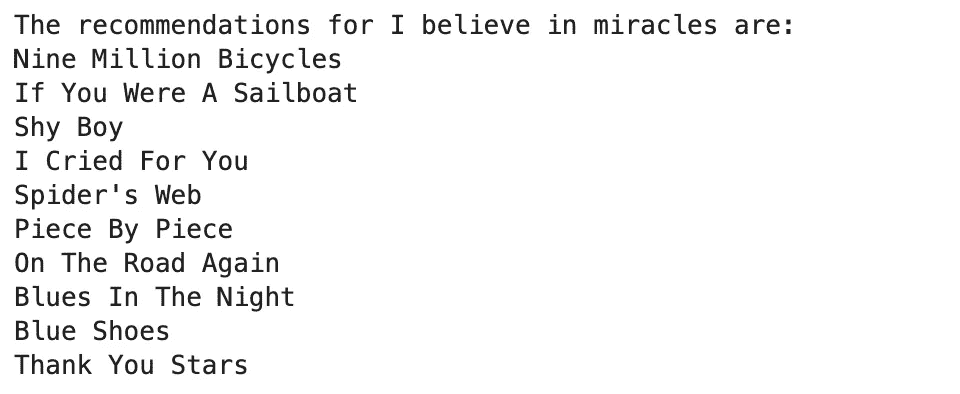 The recommendations for I believe in miracles are:
Nine Million Bicycles
If You Were A Sailboat
Shy Boy
I Cried For You
Spider's Web
Piece By Piece
On The Road Again
Blues In The Night
Blue Shoes
Thank You Stars